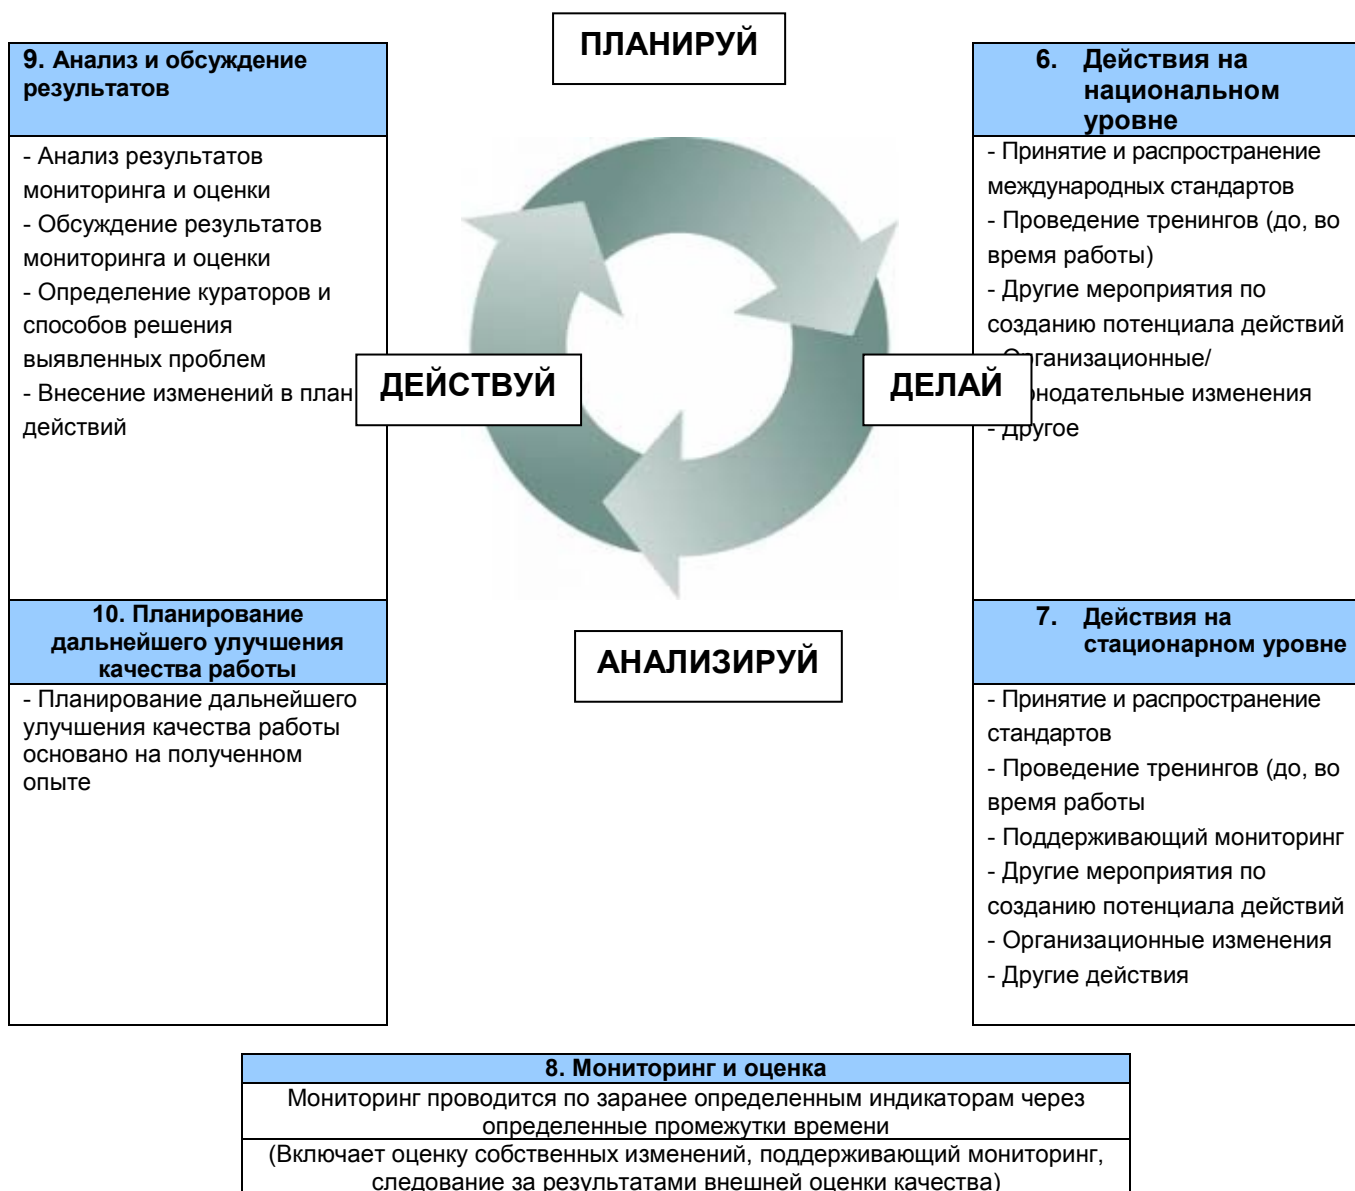 ПЛАНИРУЙ
9. Анализ и обсуждение
результатов
- Анализ результатов
мониторинга и оценки
- Обсуждение результатов
мониторинга и оценки
- Определение кураторов и
способов решения
выявленных проблем
- Внесение изменений в план
действий
6. Действия на
национальном
уровне
- Принятие и распространение
международных стандартов
- Проведение тренингов (до, во
время работы)
- Другие мероприятия по
созданию потенциала действий
- Организационные/
онодательные изменения
- Другое
ДЕЙСТВУЙ
ДЕЛАЙ
АНАЛИЗИРУЙ
10. Планирование
дальнейшего улучшения
качества работы
- Планирование дальнейшего
улучшения качества работы
основано на полученном
опыте
7. Действия на
стационарном уровне
- Принятие и распространение
стандартов
- Проведение тренингов (до, во
время работы
- Поддерживающий мониторинг
- Другие мероприятия по
созданию потенциала действий
- Организационные изменения
- Другие действия
8. Мониторинг и оценка
Мониторинг проводится по заранее определенным индикаторам через
определенные промежутки времени
(Включает оценку собственных изменений, поддерживающий мониторинг,
следование за результатами внешней оценки качества)